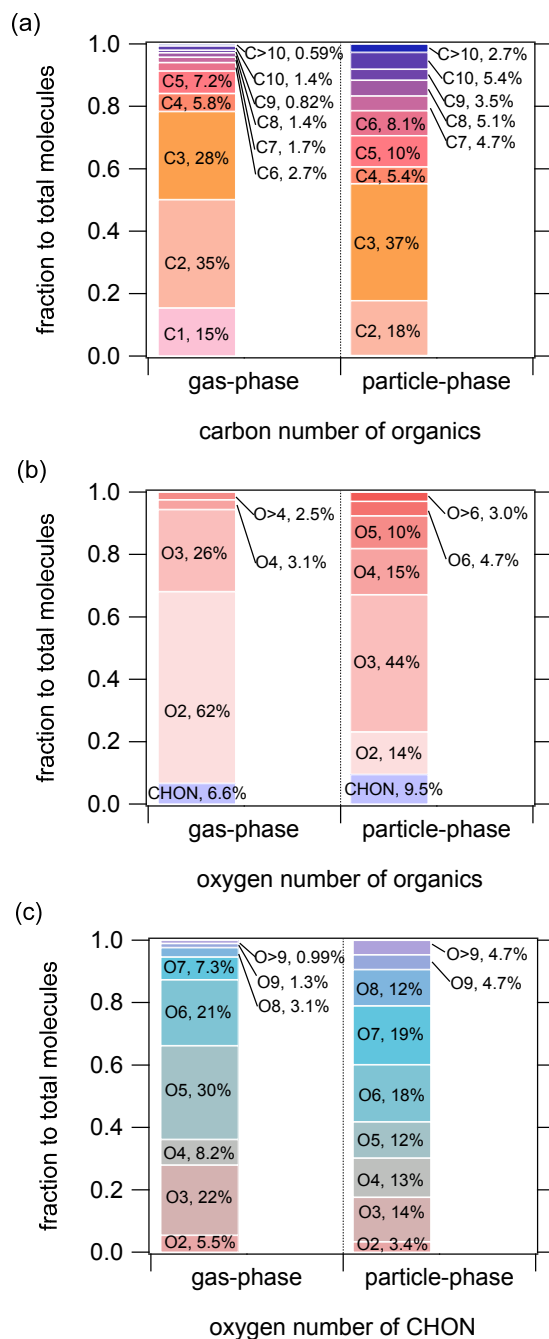 (a)
fraction to total molecules
1.0
0.8
0.6
0.4
0.2
0.0
C>10, 0.59%
C10, 1.4%
C9, 0.82%
C8, 1.4%
C7, 1.7%
C6, 2.7%
C5, 7.2%
C4, 5.8%
C3, 28%
C2, 35%
C1, 15%
C>10, 2.7%
C10, 5.4%
C9, 3.5%
C8, 5.1%
C7, 4.7%
C6, 8.1%
C5, 10%
C4, 5.4%
C3, 37%
C2, 18%
gas-phase particle-phase
carbon number of organics
(b)
fraction to total molecules
1.0
0.8
0.6
0.4
0.2
0.0
O>4, 2.5%
O4, 3.1%
O3, 26%
O2, 62%
CHON, 6.6%
O>6, 3.0%
O6, 4.7%
O5, 10%
O4, 15%
O3, 44%
O2, 14%
CHON, 9.5%
gas-phase particle-phase
oxygen number of organics
(c)
fraction to total molecules
1.0
0.8
0.6
0.4
0.2
0.0
O>9, 0.99%
O9, 1.3%
O8, 3.1%
O7, 7.3%
O6, 21%
O5, 30%
O4, 8.2%
O3, 22%
O2, 5.5%
O>9, 4.7%
O9, 4.7%
O8, 12%
O7, 19%
O6, 18%
O5, 12%
O4, 13%
O3, 14%
O2, 3.4%
gas-phase particle-phase
oxygen number of CHON